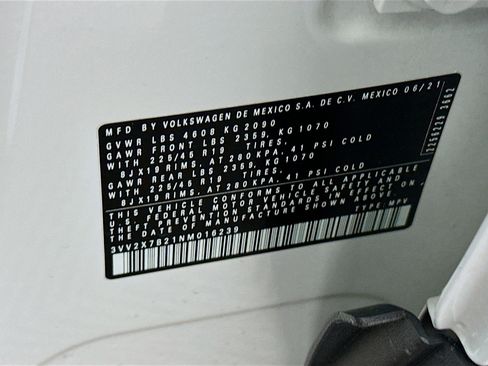 MFD BY VOLKSWAGEN DE MEXICO S.A. DE C.V. MEXICO 06/21
GVWR LBS 4608 KG 2090
GAWR FRONT LBS 2359, KG 1070
WITH 225/45 R19 TIRES.
8JX19 RIMS. AT 280 KPA. 41 PSI COLD
GAWR REAR LBS 2359, KG 1070
WITH 225/45 R19 TIRES.
8JX19 RIMS. AT 280 KPA. 41 PSI COLD
THIS VEHICLE CONFORMS TO ALL APPLICABLE
U.S. FEDERAL MOTOR VEHICLE SAFETY AND
THEFT PREVENTION STANDARDS IN EFFECT ON
DATE OF MANUFACTURE SHOWN ABOVE.
3VV2X7B21NM016239 TYPE: MPV